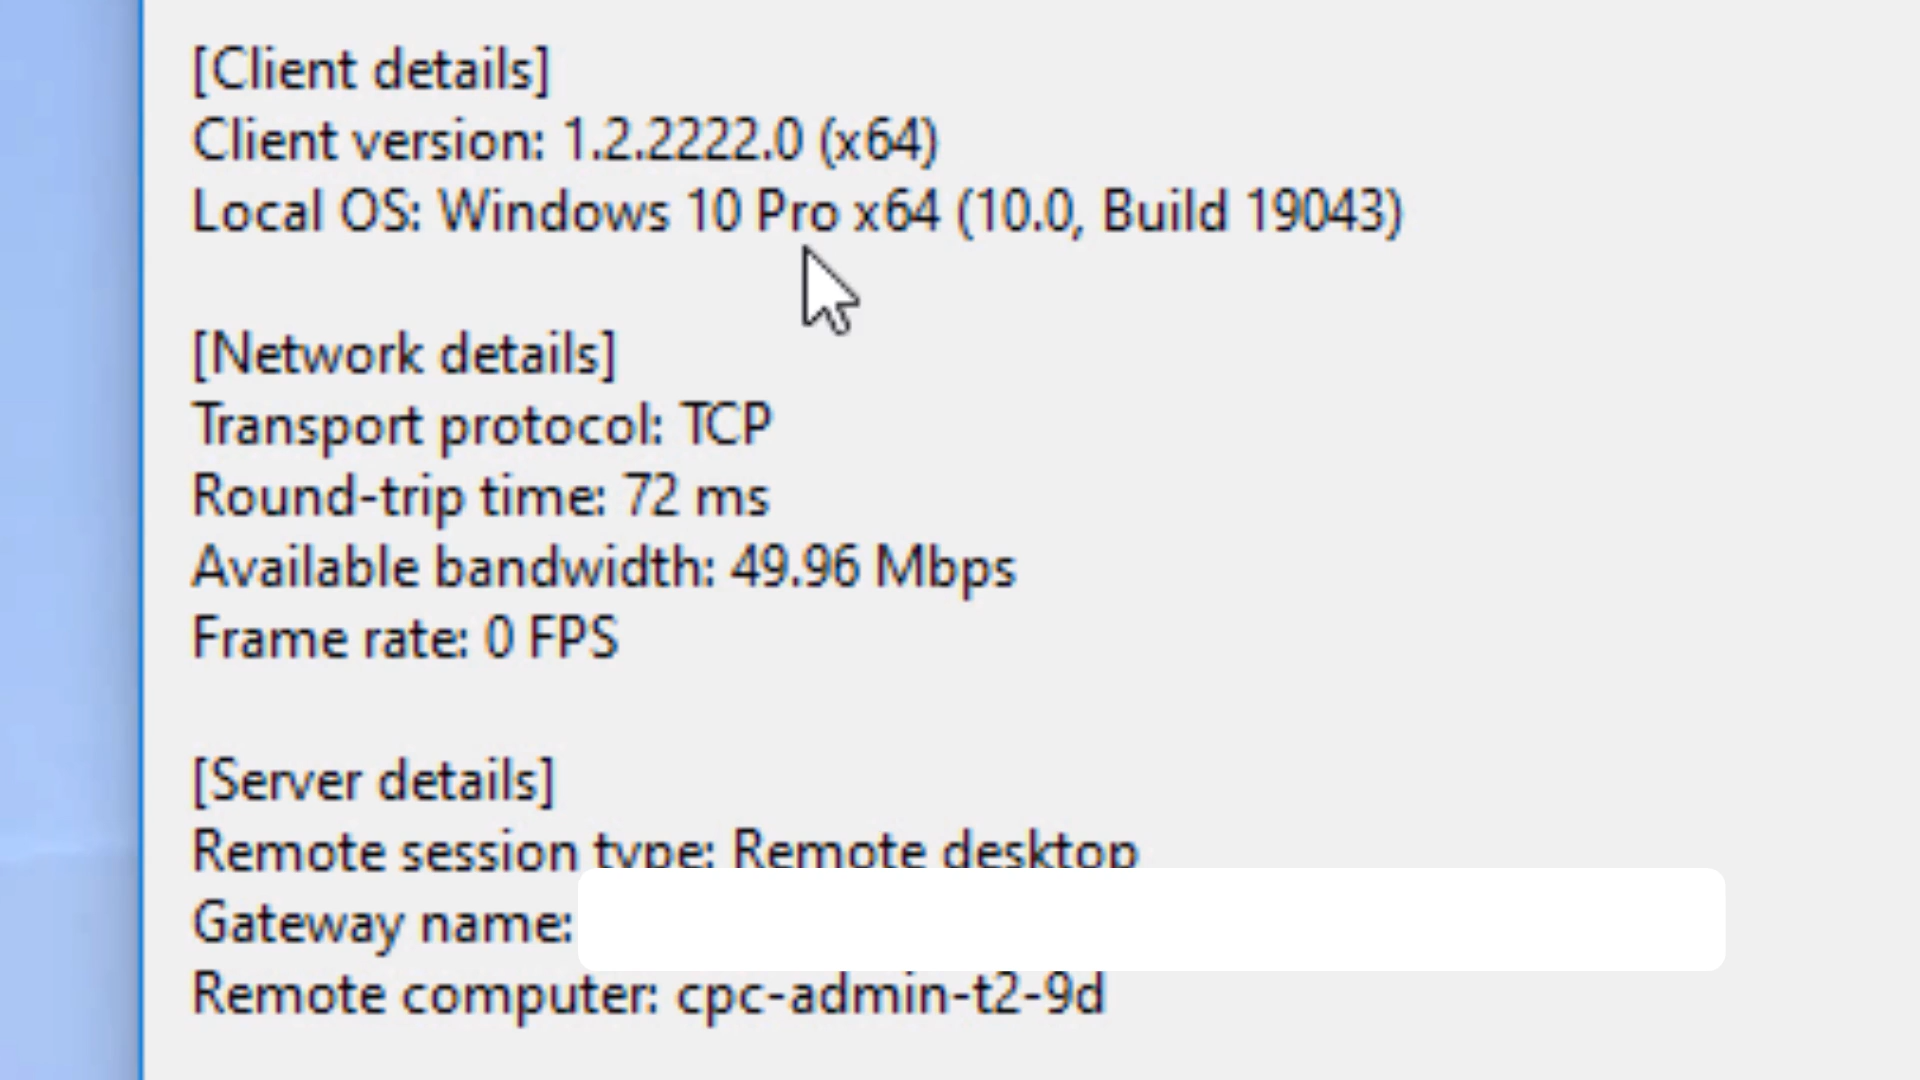 [Client details]
Client version: 1.2.2222.0 (x64)
Local OS: Windows 10 Pro x64 (10.0, Build 19043)
[Network details]
Transport protocol: TCP
Round-trip time: 72 ms
Available bandwidth: 49.96 Mbps
Frame rate: 0 FPS
[Server details]
Remote session type: Remote desktop
Gateway name:
Remote computer: cpc-admin-t2-9d